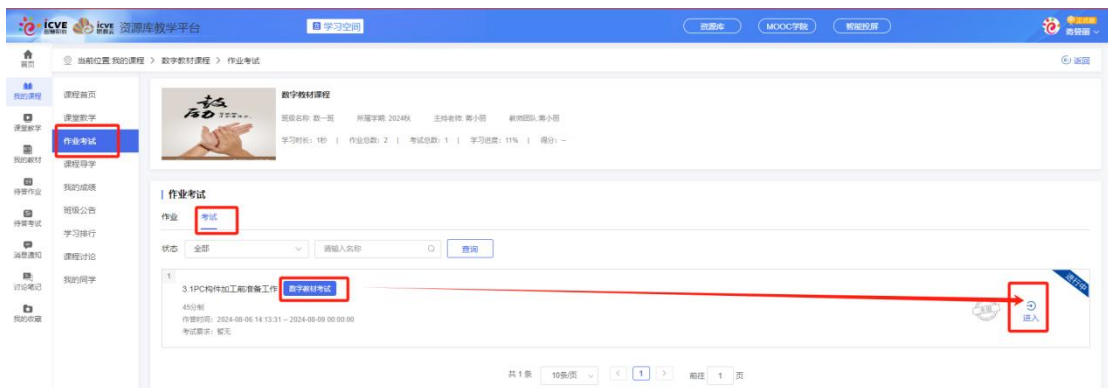 icve 智慧职教 icve 职教云 资源库教学平台 学习空间 资源库 MOOC学院 智能投屏
首页 当前位置:我的课程 > 数字教材课程 > 作业考试 返回
我的课程
课堂教学
我的教材
待答作业
待答考试
消息通知
讨论笔记
我的收藏
课程首页
课堂教学
作业考试
课程导学
我的成绩
班级公告
学习排行
课程讨论
我的同学
数字教材课程
班级名称: 数一班 所属学期: 2024秋 主持教师: 小丽 教师团队: 小丽
学习时长: 1秒 | 作业总数: 2 | 考试总数: 1 | 学习进度: 11% | 得分: --
作业考试
作业 考试
状态 全部 请输入名称 查询
1
3.1PC构件加工前准备工作 数字教材考试
进行中
45分制
作答时间: 2024-08-06 14:13:31 -- 2024-08-09 00:00:00
考试要求: 暂无
进入
共 1 条 10条/页 < 1 > 前往 1 页